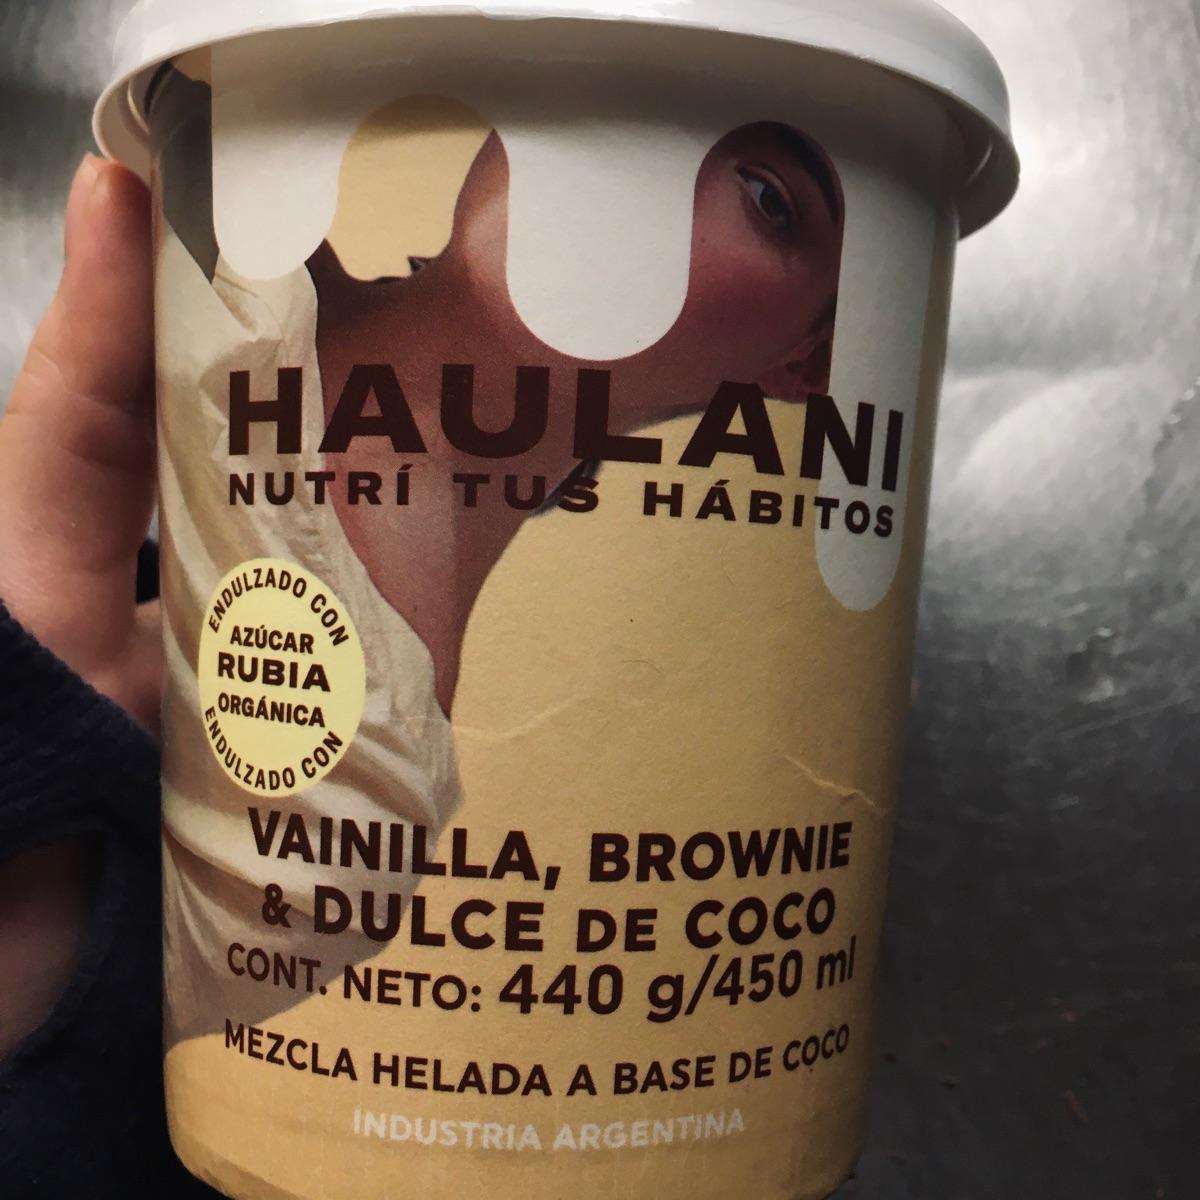 HAULANI
NUTRÍ TUS HÁBITOS
ENDULZADO CON
AZÚCAR
RUBIA
ORGÁNICA
ENDULZADO CON
VAINILLA, BROWNIE
& DULCE DE COCO
CONT. NETO: 440 g/450 ml
MEZCLA HELADA A BASE DE COCO
INDUSTRIA ARGENTINA